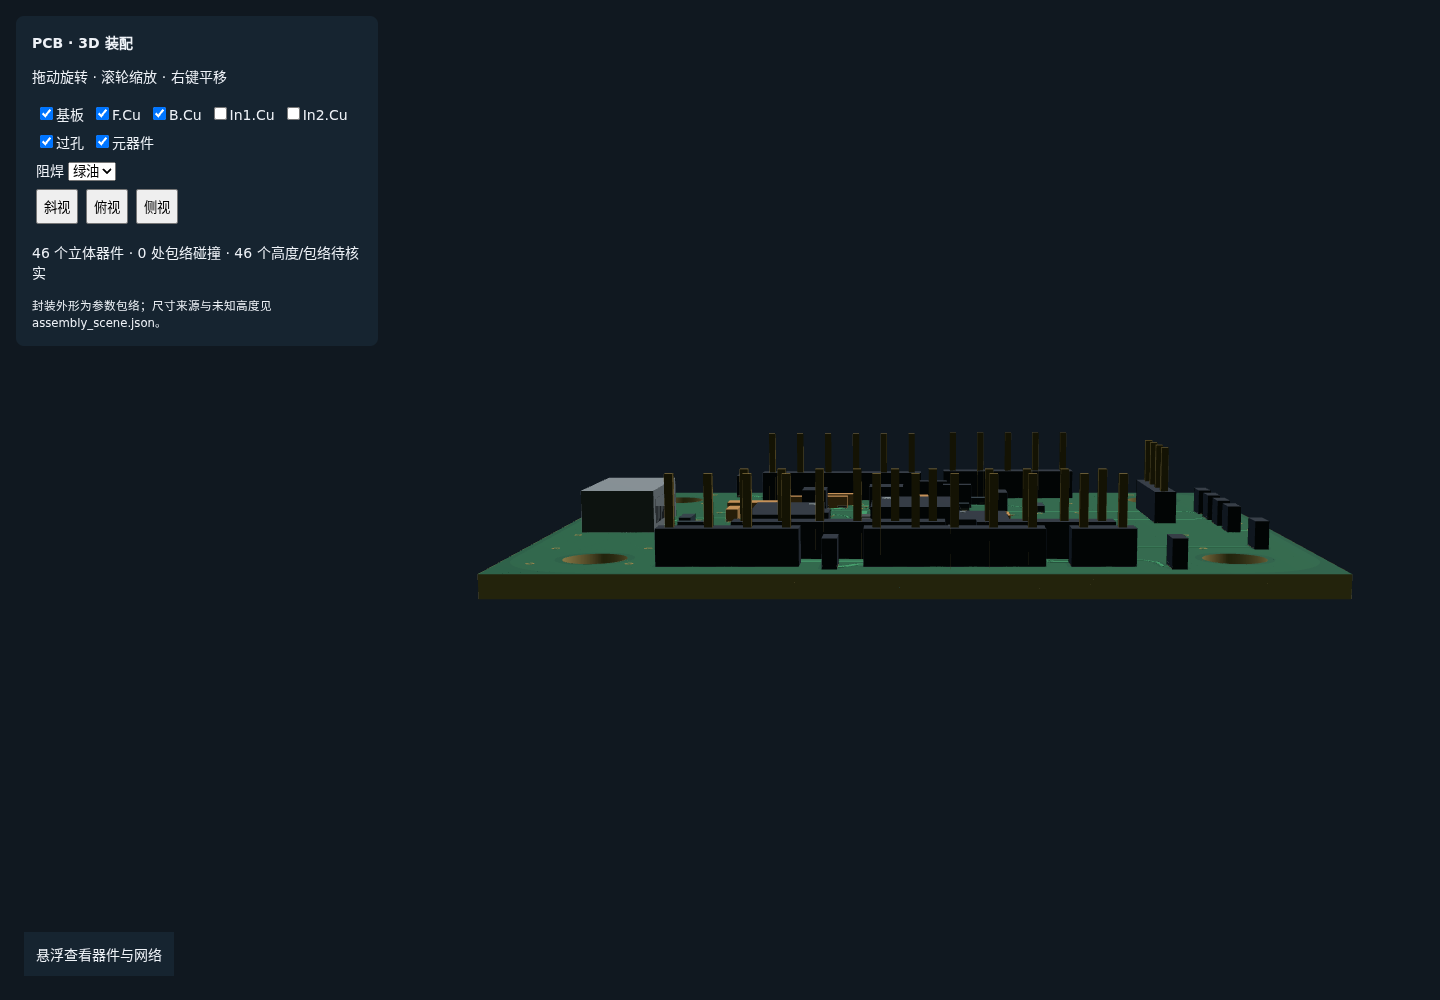 PCB · 3D 装配
拖动旋转 · 滚轮缩放 · 右键平移
基板 F.Cu B.Cu In1.Cu In2.Cu
过孔 元器件
阻焊 绿油
斜视 俯视 侧视
46 个立体器件 · 0 处包络碰撞 · 46 个高度/包络待核
实
封装外形为参数包络；尺寸来源与未知高度见
assembly_scene.json。
悬浮查看器件与网络